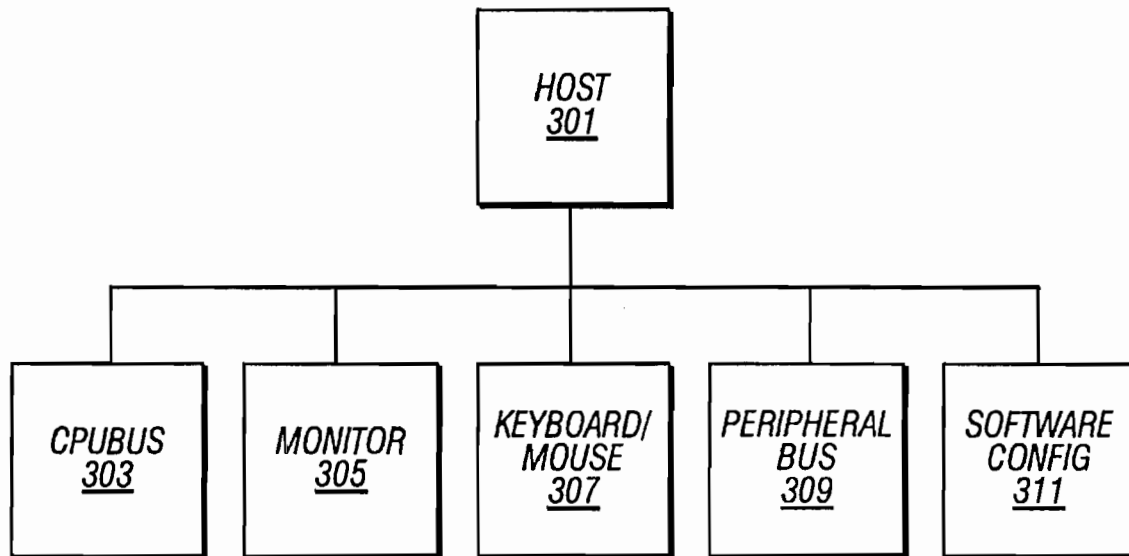 HOST
301
CPUBUS
303
MONITOR
305
KEYBOARD/
MOUSE
307
PERIPHERAL
BUS
309
SOFTWARE
CONFIG
311